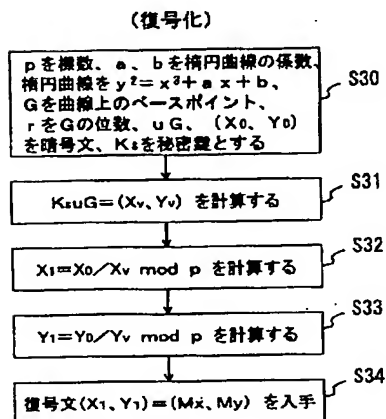 (復号化)
pを標数、a、bを楕円曲線の係数、
楕円曲線をy²=x³+ax+b、
Gを曲線上のベースポイント、
rをGの位数、uG、(X₀、Y₀)
を暗号文、Ksを秘密鍵とする
S30
KsuG=(Xv、Yv)を計算する
S31
X₁=X₀/Xv mod pを計算する
S32
Y₁=Y₀/Yv mod pを計算する
S33
復号文(X₁、Y₁)=(Mx、My)を入手
S34